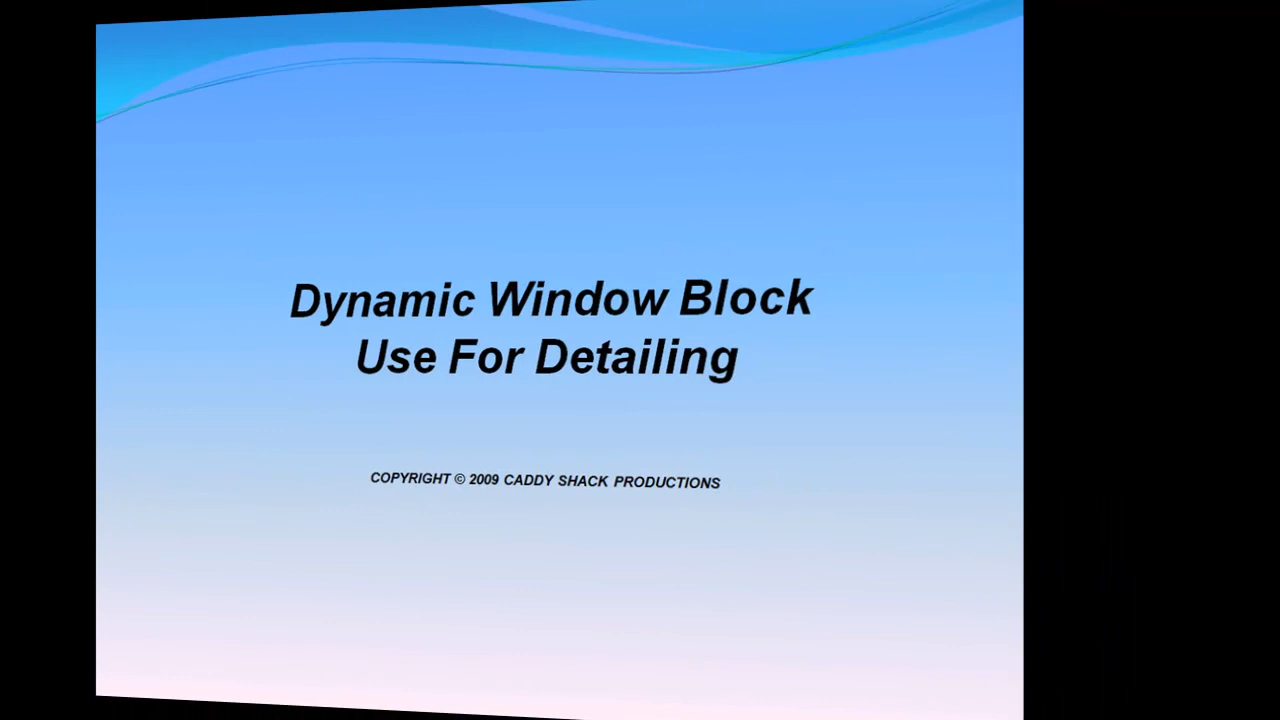 Dynamic Window Block
Use For Detailing
COPYRIGHT © 2009 CADDY SHACK PRODUCTIONS